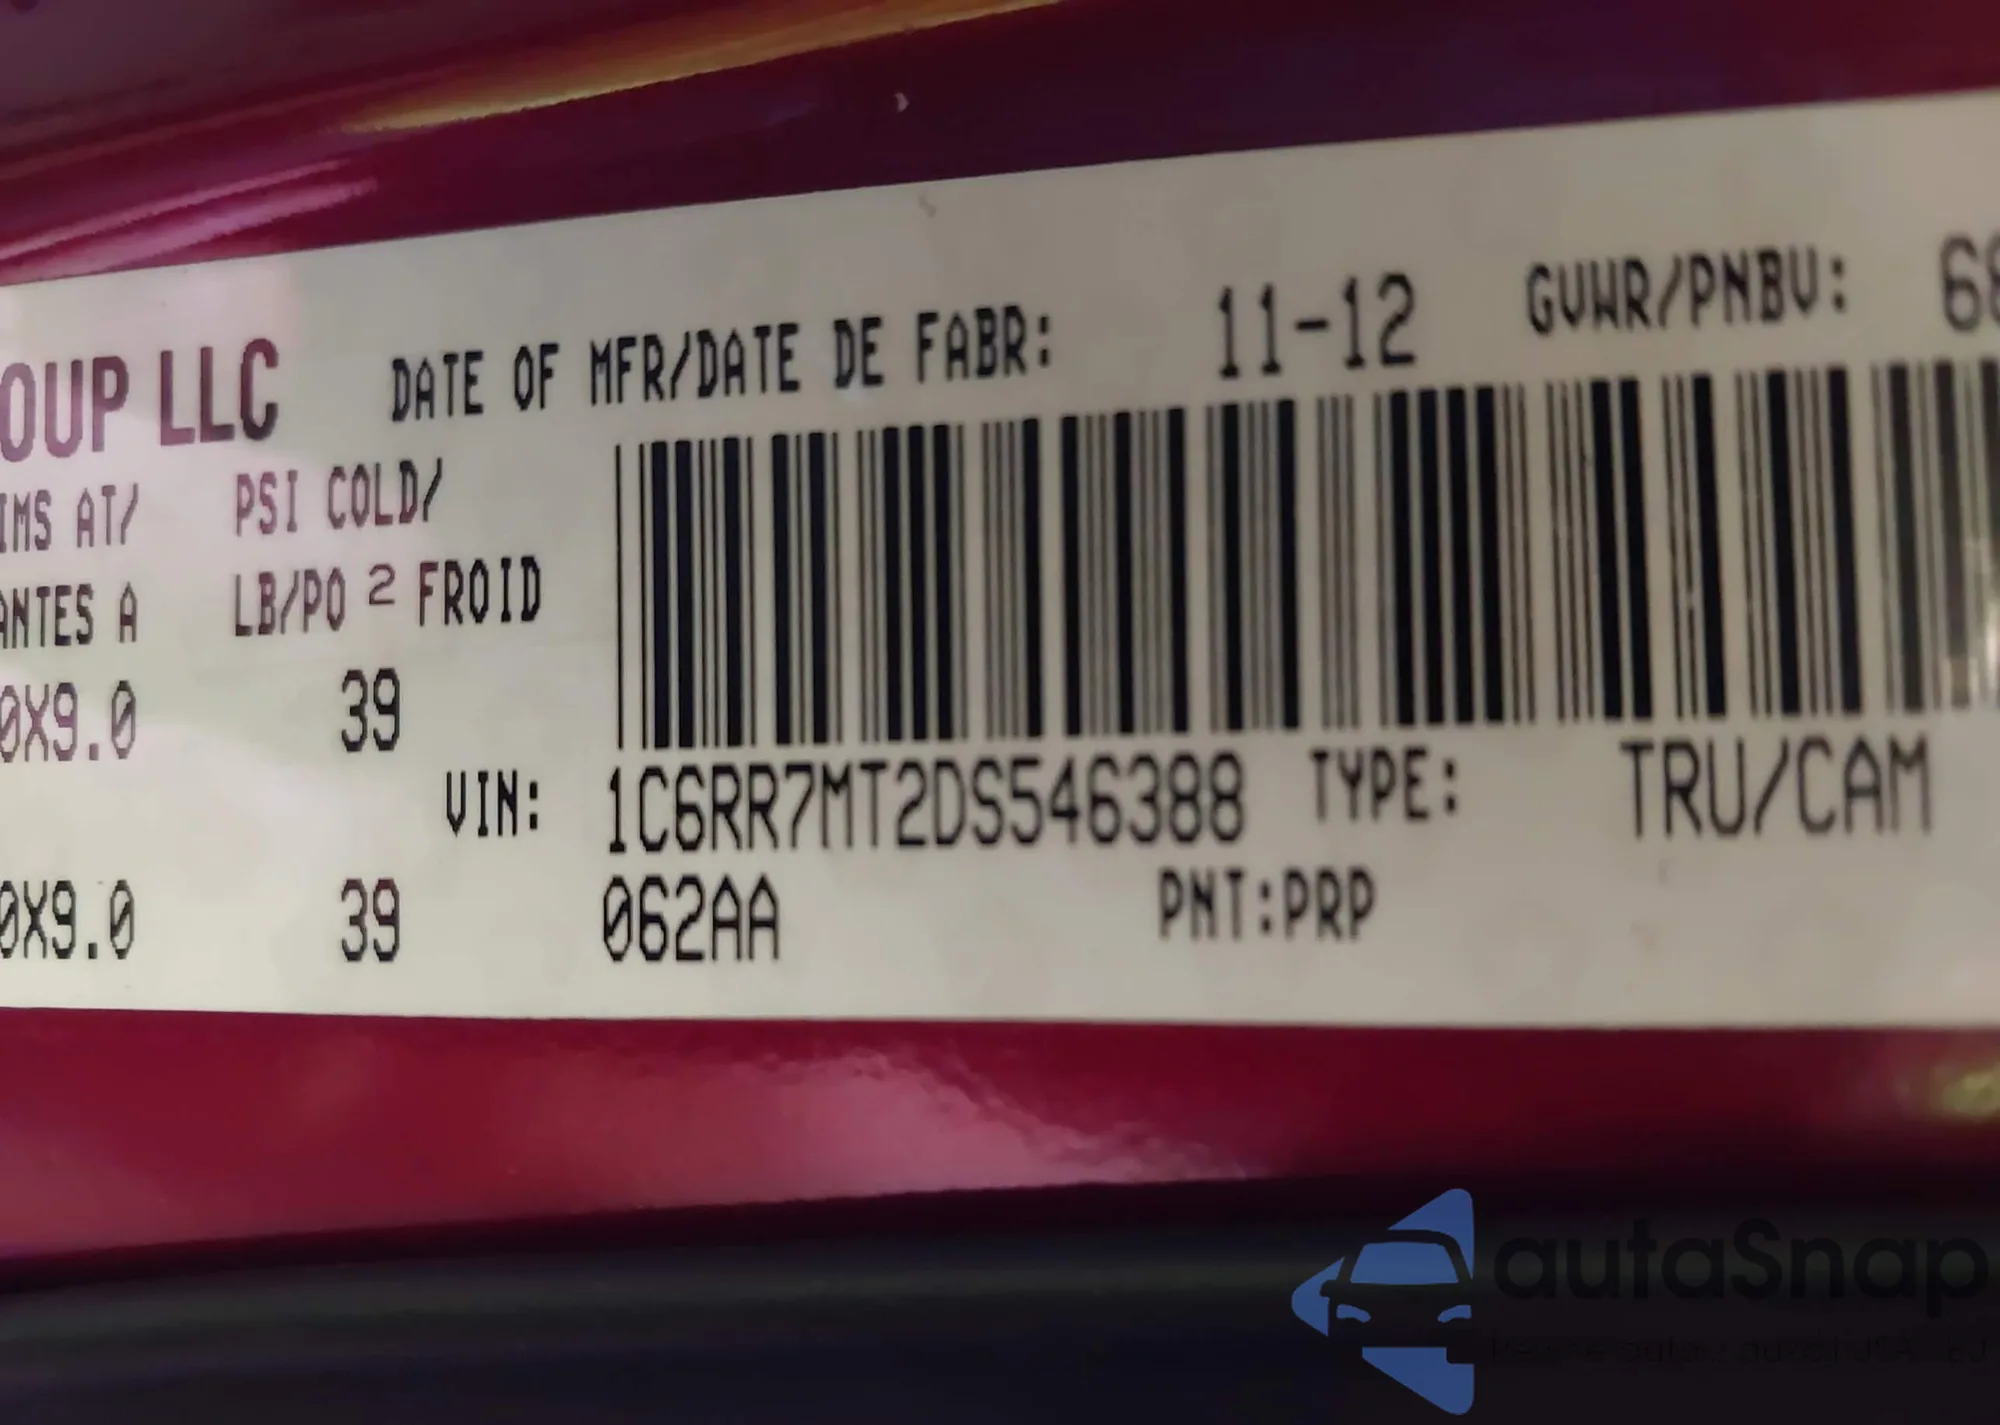 OUP LLC DATE OF MFR/DATE DE FABR: 11-12 GVWR/PNBV: 68
IMS AT/ PSI COLD/
ANTES A LB/PO 2 FROID
0X9.0 39
VIN: 1C6RR7MT2DS546388 TYPE: TRU/CAM
0X9.0 39 062AA PNT:PRP
autaSnap